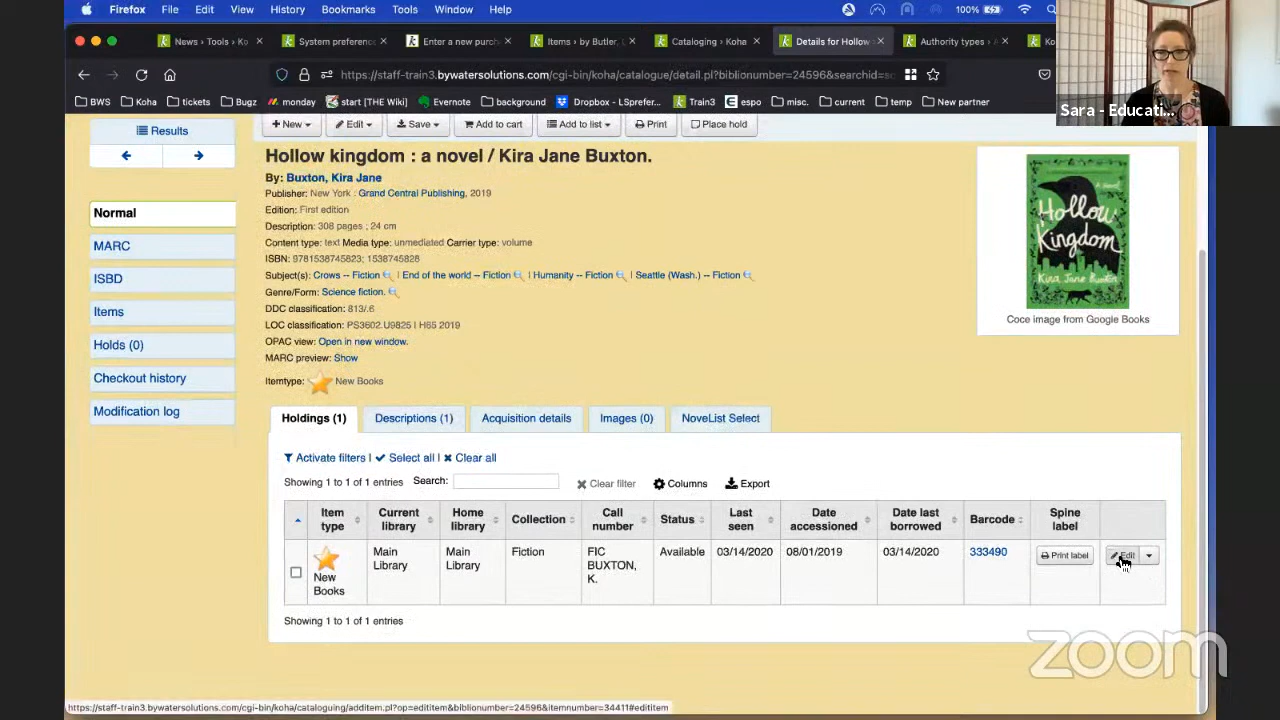 Firefox File Edit View History Bookmarks Tools Window Help 100%
News › Tools › Ko System preferenc Enter a new purch Items › by Butler, Cataloging › Koha Details for Hollow Authority types › Ko
https://staff-train3.bywatersolutions.com/cgi-bin/koha/catalogue/detail.pl?biblionumber=24596&searchid=sc
BWS Koha tickets Bugz monday start [THE Wiki] Evernote background Dropbox - LSprefer... Train3 espo misc. current temp New partner
Sara - Educati...
Results
+ New Edit Save Add to cart Add to list Print Place hold
Normal
MARC
ISBD
Items
Holds (0)
Checkout history
Modification log
Hollow kingdom : a novel / Kira Jane Buxton.
By: Buxton, Kira Jane
Publisher: New York : Grand Central Publishing, 2019
Edition: First edition
Description: 308 pages ; 24 cm
Content type: text Media type: unmediated Carrier type: volume
ISBN: 9781538745823; 1538745828
Subject(s): Crows -- Fiction | End of the world -- Fiction | Humanity -- Fiction | Seattle (Wash.) -- Fiction
Genre/Form: Science fiction.
DDC classification: 813/.6
LOC classification: PS3602.U9825 | H65 2019
OPAC view: Open in new window.
MARC preview: Show
Itemtype: New Books
Hollow
Kingdom
Kira Jane Buxton
Coce image from Google Books
Holdings (1) Descriptions (1) Acquisition details Images (0) NoveList Select
Activate filters | Select all | Clear all
Showing 1 to 1 of 1 entries Search: Clear filter Columns Export
Item type Current library Home library Collection Call number Status Last seen Date accessioned Date last borrowed Barcode Spine label
New Books Main Library Main Library Fiction FIC BUXTON, K. Available 03/14/2020 08/01/2019 03/14/2020 333490 Print label Edit
Showing 1 to 1 of 1 entries
zoom
https://staff-train3.bywatersolutions.com/cgi-bin/koha/cataloguing/additem.pl?op=edititem&biblionumber=24596&itemnumber=34411#edititem